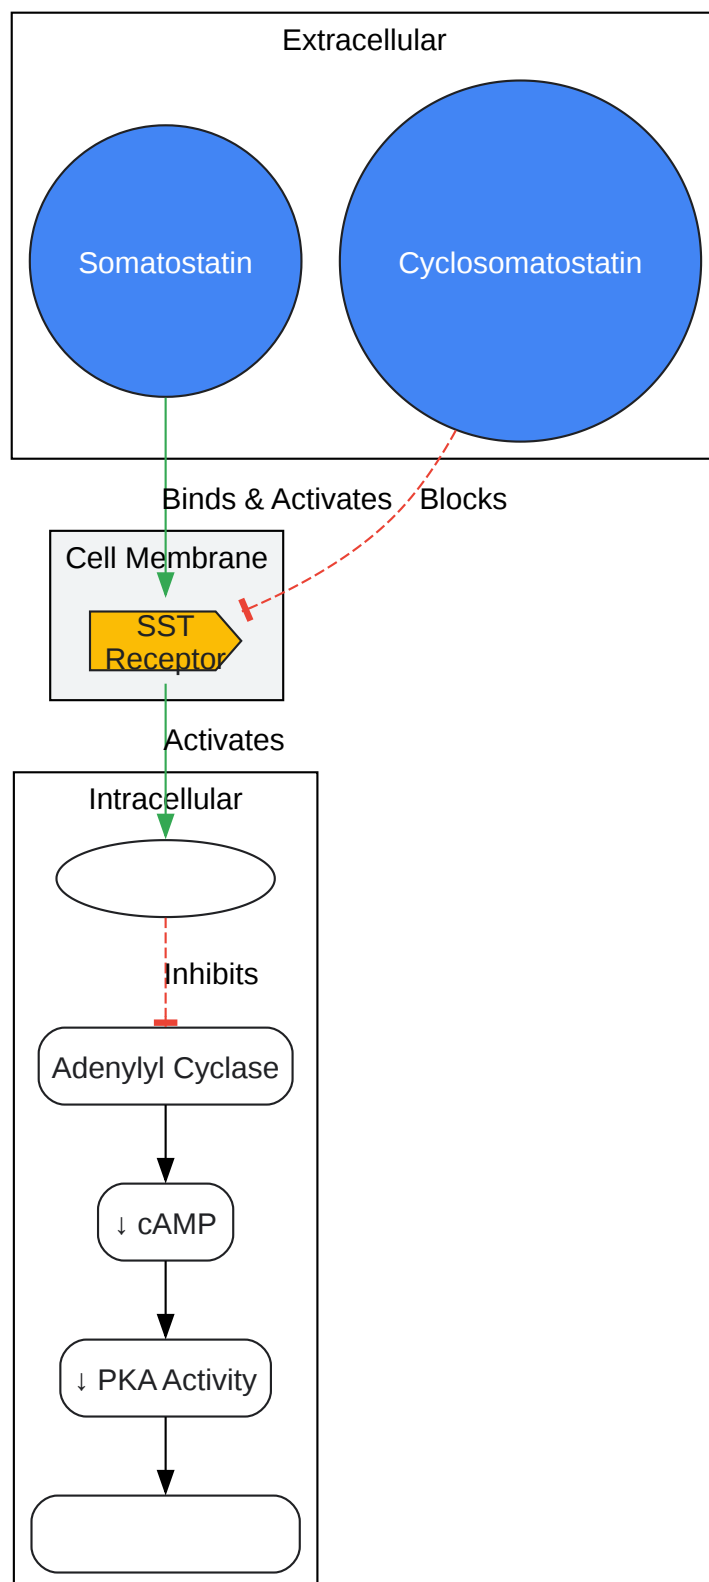 Extracellular
Somatostatin
Cyclosomatostatin
Binds & Activates
Blocks
Cell Membrane
SST
Receptor
Activates
Intracellular
Inhibits
Adenylyl Cyclase
↓ cAMP
↓ PKA Activity